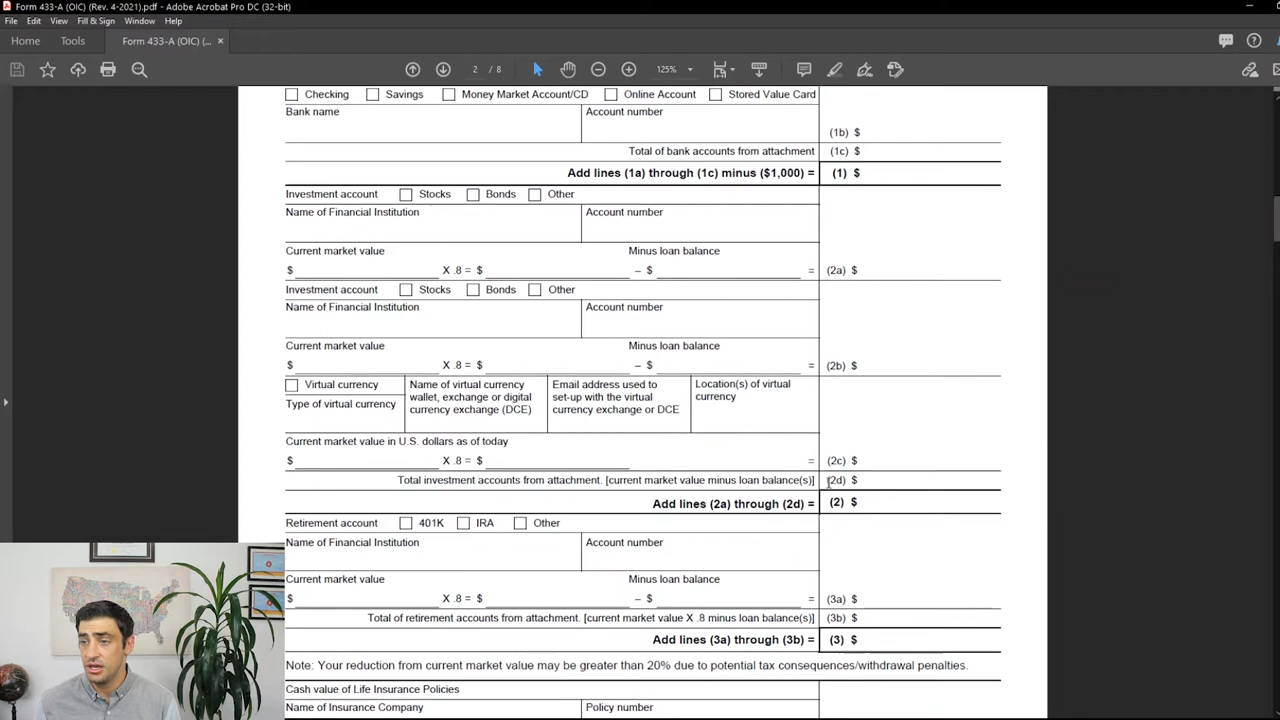 Form 433-A (OIC) (Rev. 4-2021).pdf - Adobe Acrobat Pro DC (32-bit)
File Edit View Fill & Sign Window Help
Home Tools Form 433-A (OIC) (... ×
2 / 8 125%
Checking Savings Money Market Account/CD Online Account Stored Value Card
Bank name Account number
(1b) $
Total of bank accounts from attachment (1c) $
Add lines (1a) through (1c) minus ($1,000) = (1) $
Investment account Stocks Bonds Other
Name of Financial Institution Account number
Current market value Minus loan balance
$ X .8 = $ – $ = (2a) $
Investment account Stocks Bonds Other
Name of Financial Institution Account number
Current market value Minus loan balance
$ X .8 = $ – $ = (2b) $
Virtual currency Name of virtual currency Email address used to Location(s) of virtual
wallet, exchange or digital set-up with the virtual currency
Type of virtual currency currency exchange (DCE) currency exchange or DCE
Current market value in U.S. dollars as of today
$ X .8 = $ = (2c) $
Total investment accounts from attachment. [current market value minus loan balance(s)] (2d) $
Add lines (2a) through (2d) = (2) $
Retirement account 401K IRA Other
Name of Financial Institution Account number
Current market value Minus loan balance
$ X .8 = $ – $ = (3a) $
Total of retirement accounts from attachment. [current market value X .8 minus loan balance(s)] (3b) $
Add lines (3a) through (3b) = (3) $
Note: Your reduction from current market value may be greater than 20% due to potential tax consequences/withdrawal penalties.
Cash value of Life Insurance Policies
Name of Insurance Company Policy number